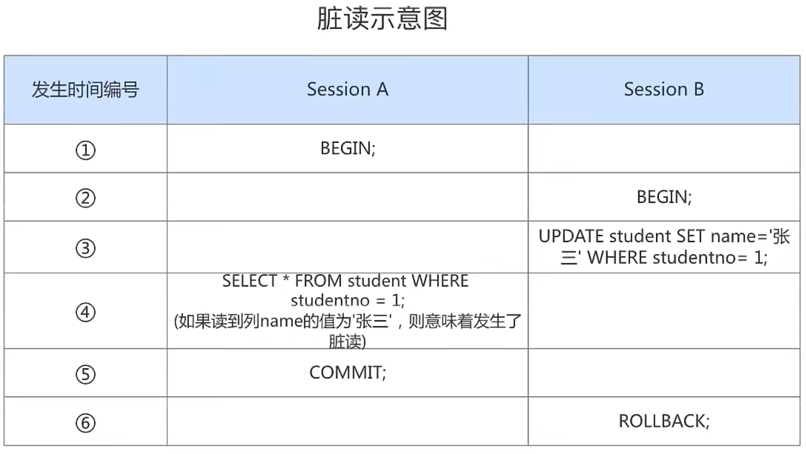 脏读示意图
发生时间编号 Session A Session B
① BEGIN;
② BEGIN;
③ UPDATE student SET name='张
三' WHERE studentno= 1;
④ SELECT * FROM student WHERE
studentno = 1;
(如果读到列name的值为'张三'，则意味着发生了
脏读)
⑤ COMMIT;
⑥ ROLLBACK;